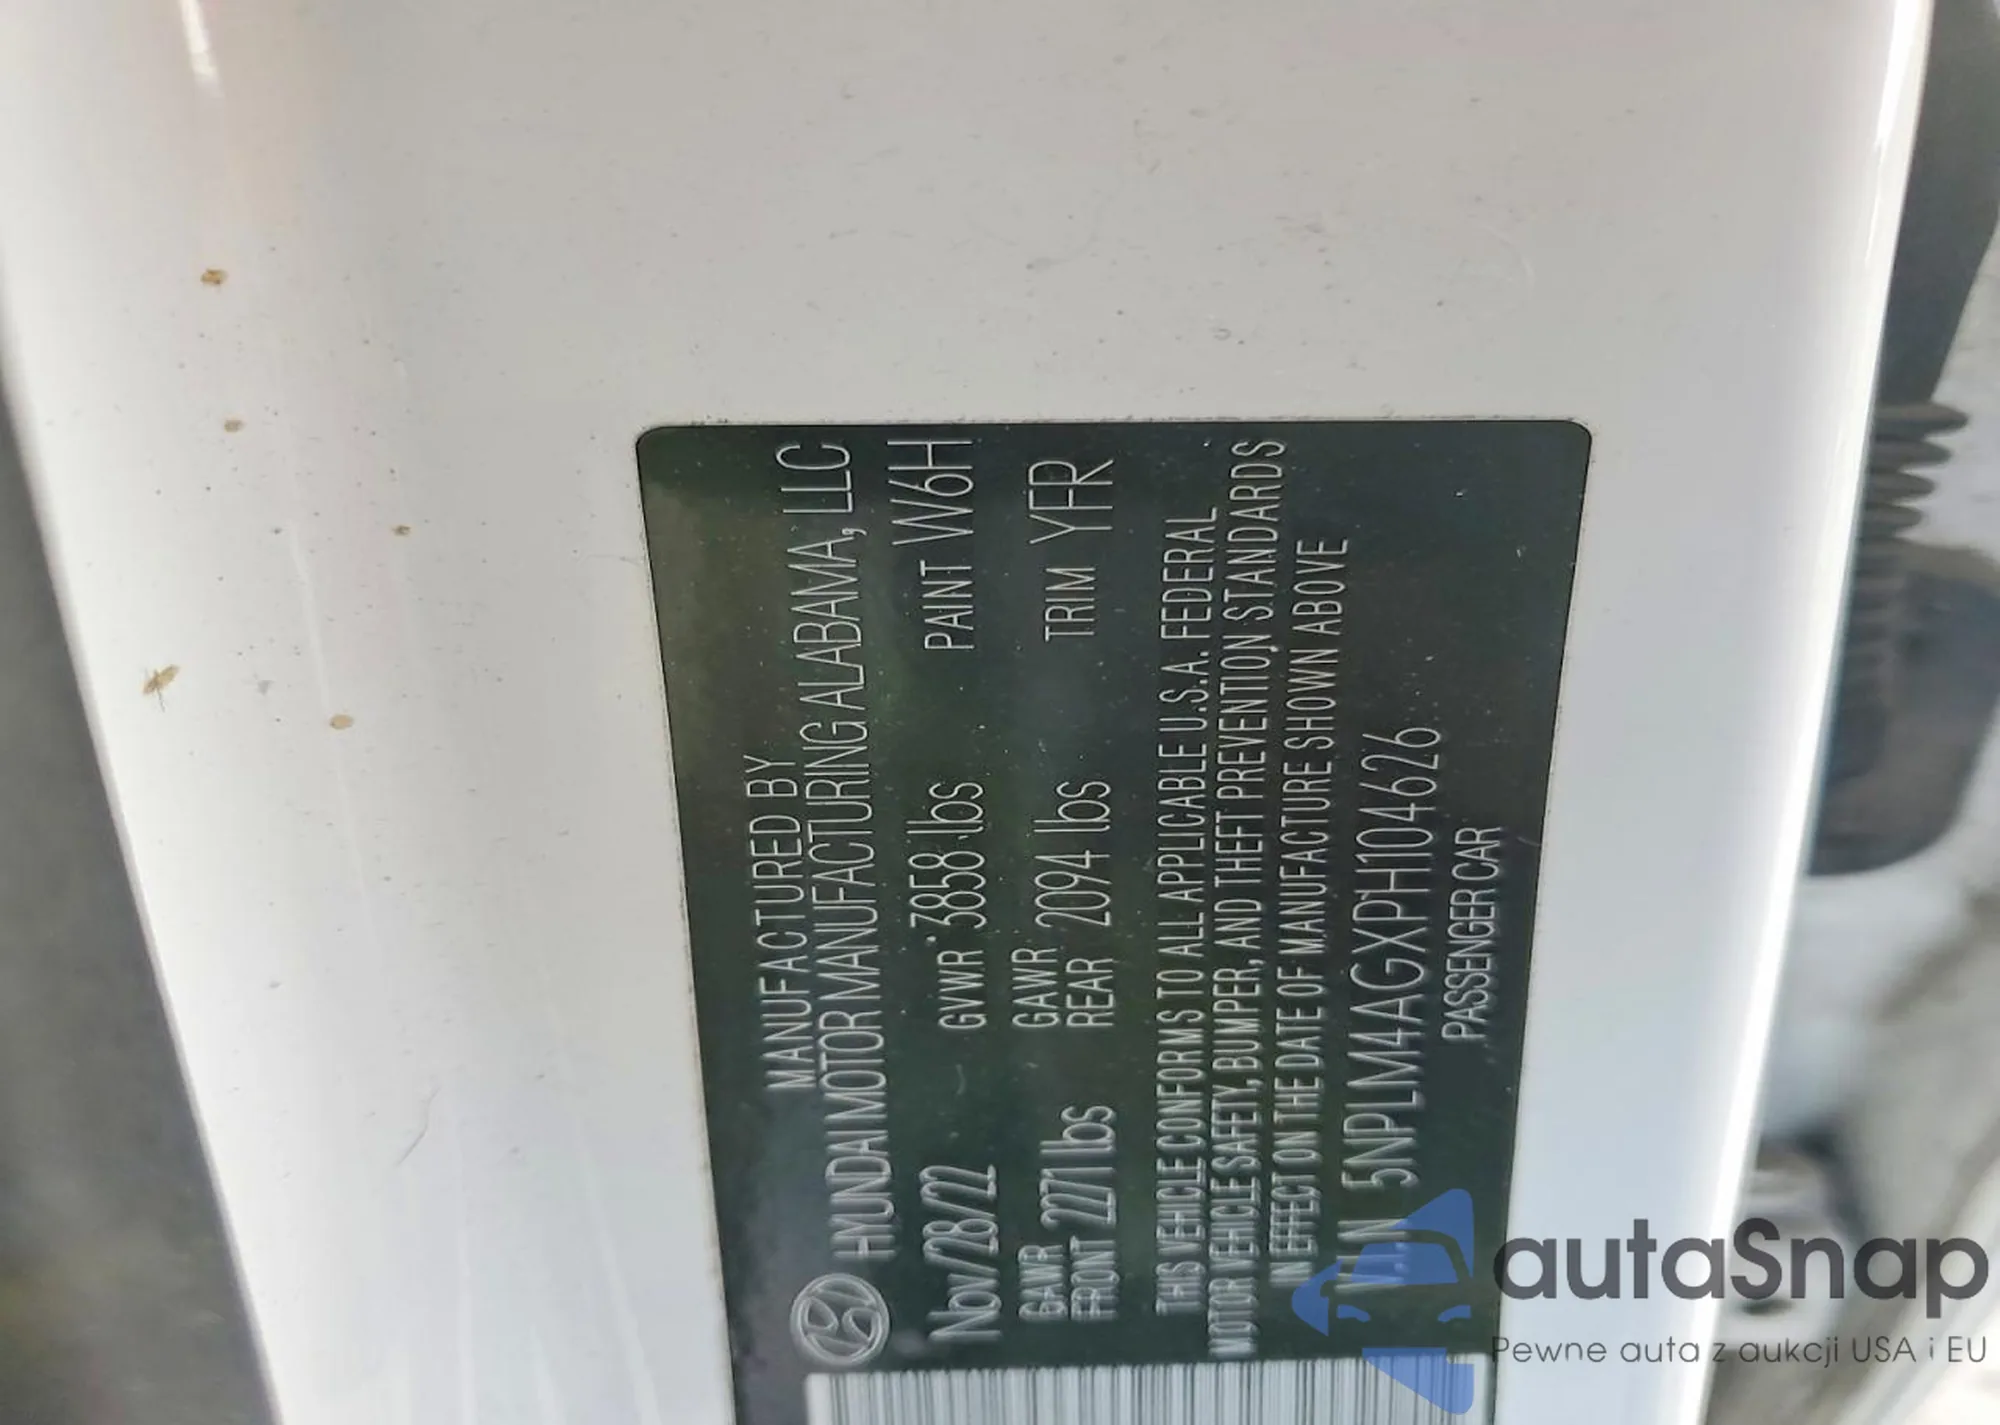 MANUFACTURED BY
HYUNDAI MOTOR MANUFACTURING ALABAMA, LLC
Nov/28/22 GVWR 3858 lbs PAINT W6H
GAWR GAWR
FRONT 2271 lbs REAR 2094 lbs TRIM YFR
THIS VEHICLE CONFORMS TO ALL APPLICABLE U.S.A. FEDERAL
MOTOR VEHICLE SAFETY, BUMPER, AND THEFT PREVENTION STANDARDS
IN EFFECT ON THE DATE OF MANUFACTURE SHOWN ABOVE
V.I.N 5NPLM4AGXPH104626
PASSENGER CAR
autaSnap
Pewne auta z aukcji USA i EU